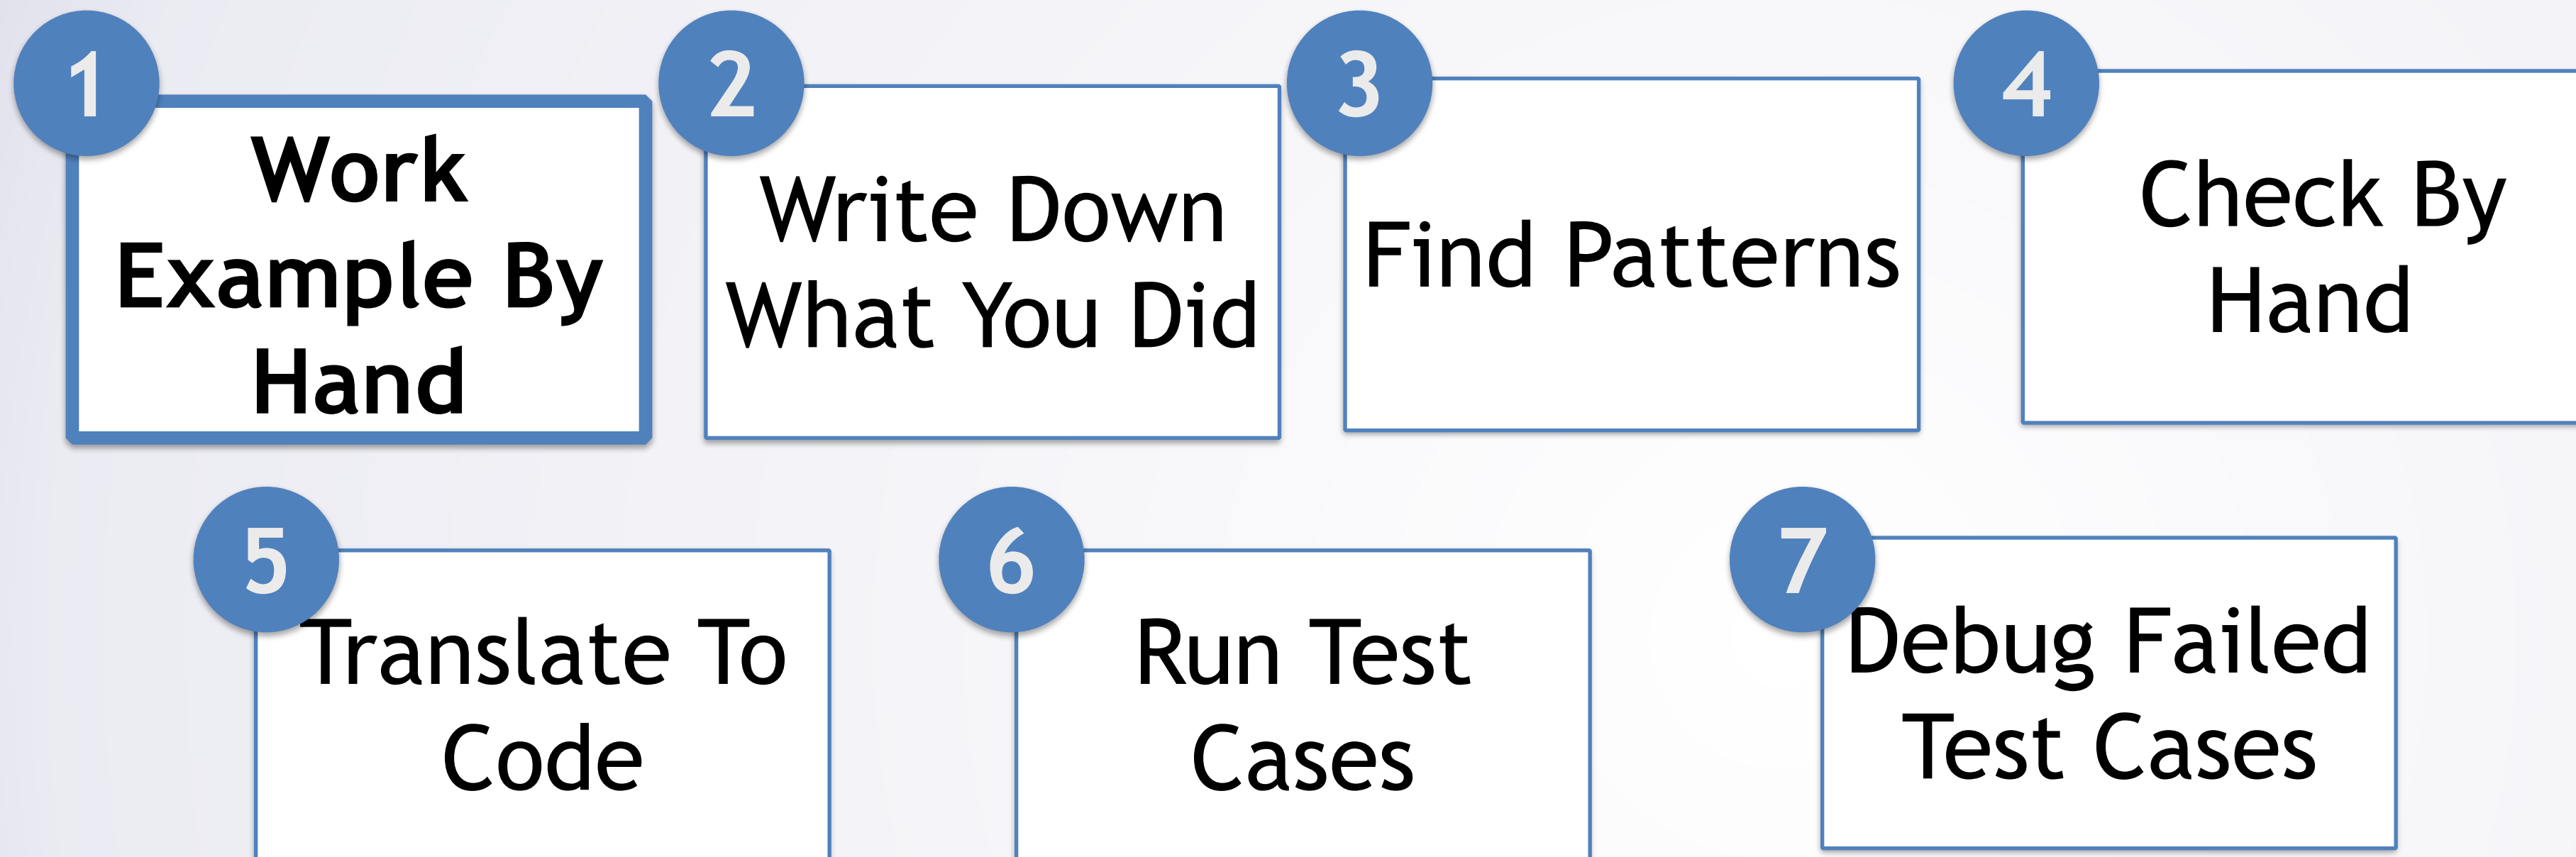 1
Work
Example By
Hand
2
Write Down
What You Did
3
Find Patterns
4
Check By
Hand
5
Translate To
Code
6
Run Test
Cases
7
Debug Failed
Test Cases